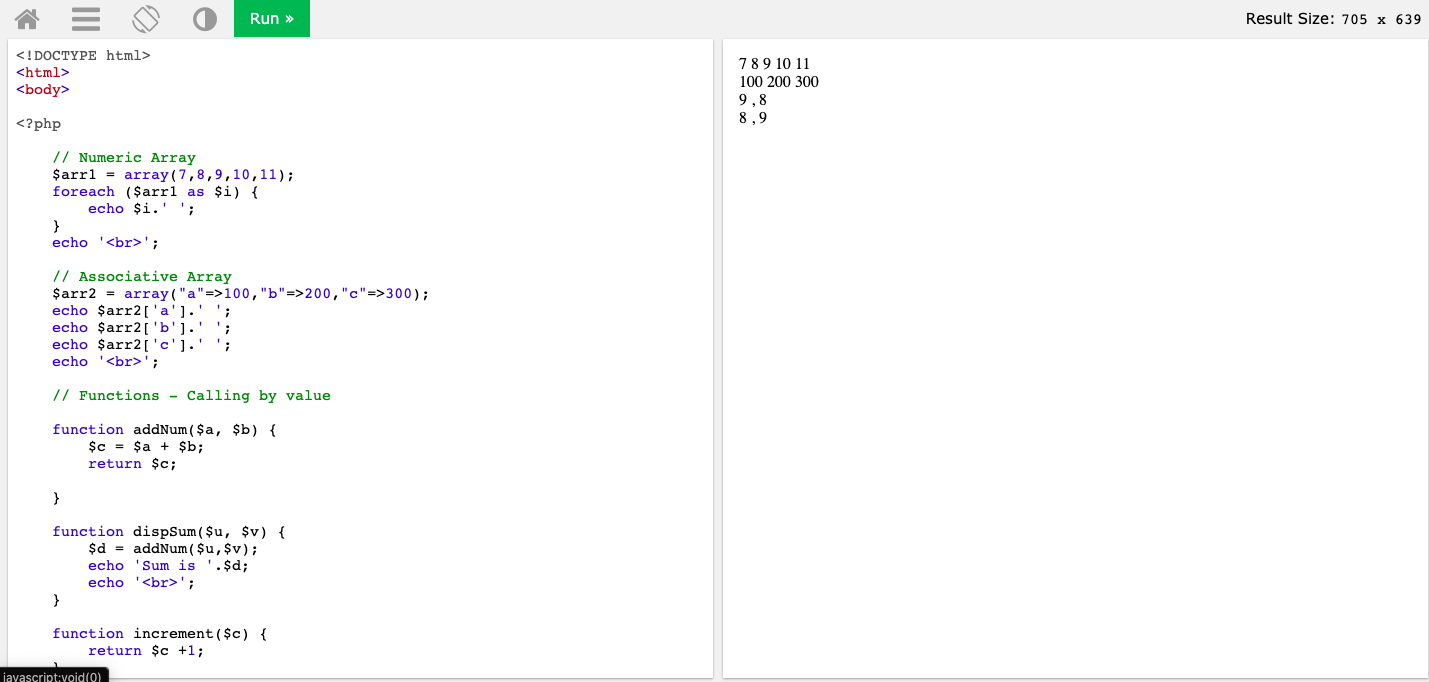 Run »
Result Size: 705 x 639
<!DOCTYPE html>
<html>
<body>
<?php
// Numeric Array
$arr1 = array(7,8,9,10,11);
foreach ($arr1 as $i) {
echo $i.' ';
}
echo '<br>';
// Associative Array
$arr2 = array("a"=>100,"b"=>200,"c"=>300);
echo $arr2['a'].' ';
echo $arr2['b'].' ';
echo $arr2['c'].' ';
echo '<br>';
// Functions - Calling by value
function addNum($a, $b) {
$c = $a + $b;
return $c;
}
function dispSum($u, $v) {
$d = addNum($u,$v);
echo 'Sum is '.$d;
echo '<br>';
}
function increment($c) {
return $c +1;
}
javascript:void(0)
7 8 9 10 11
100 200 300
9 , 8
8 , 9